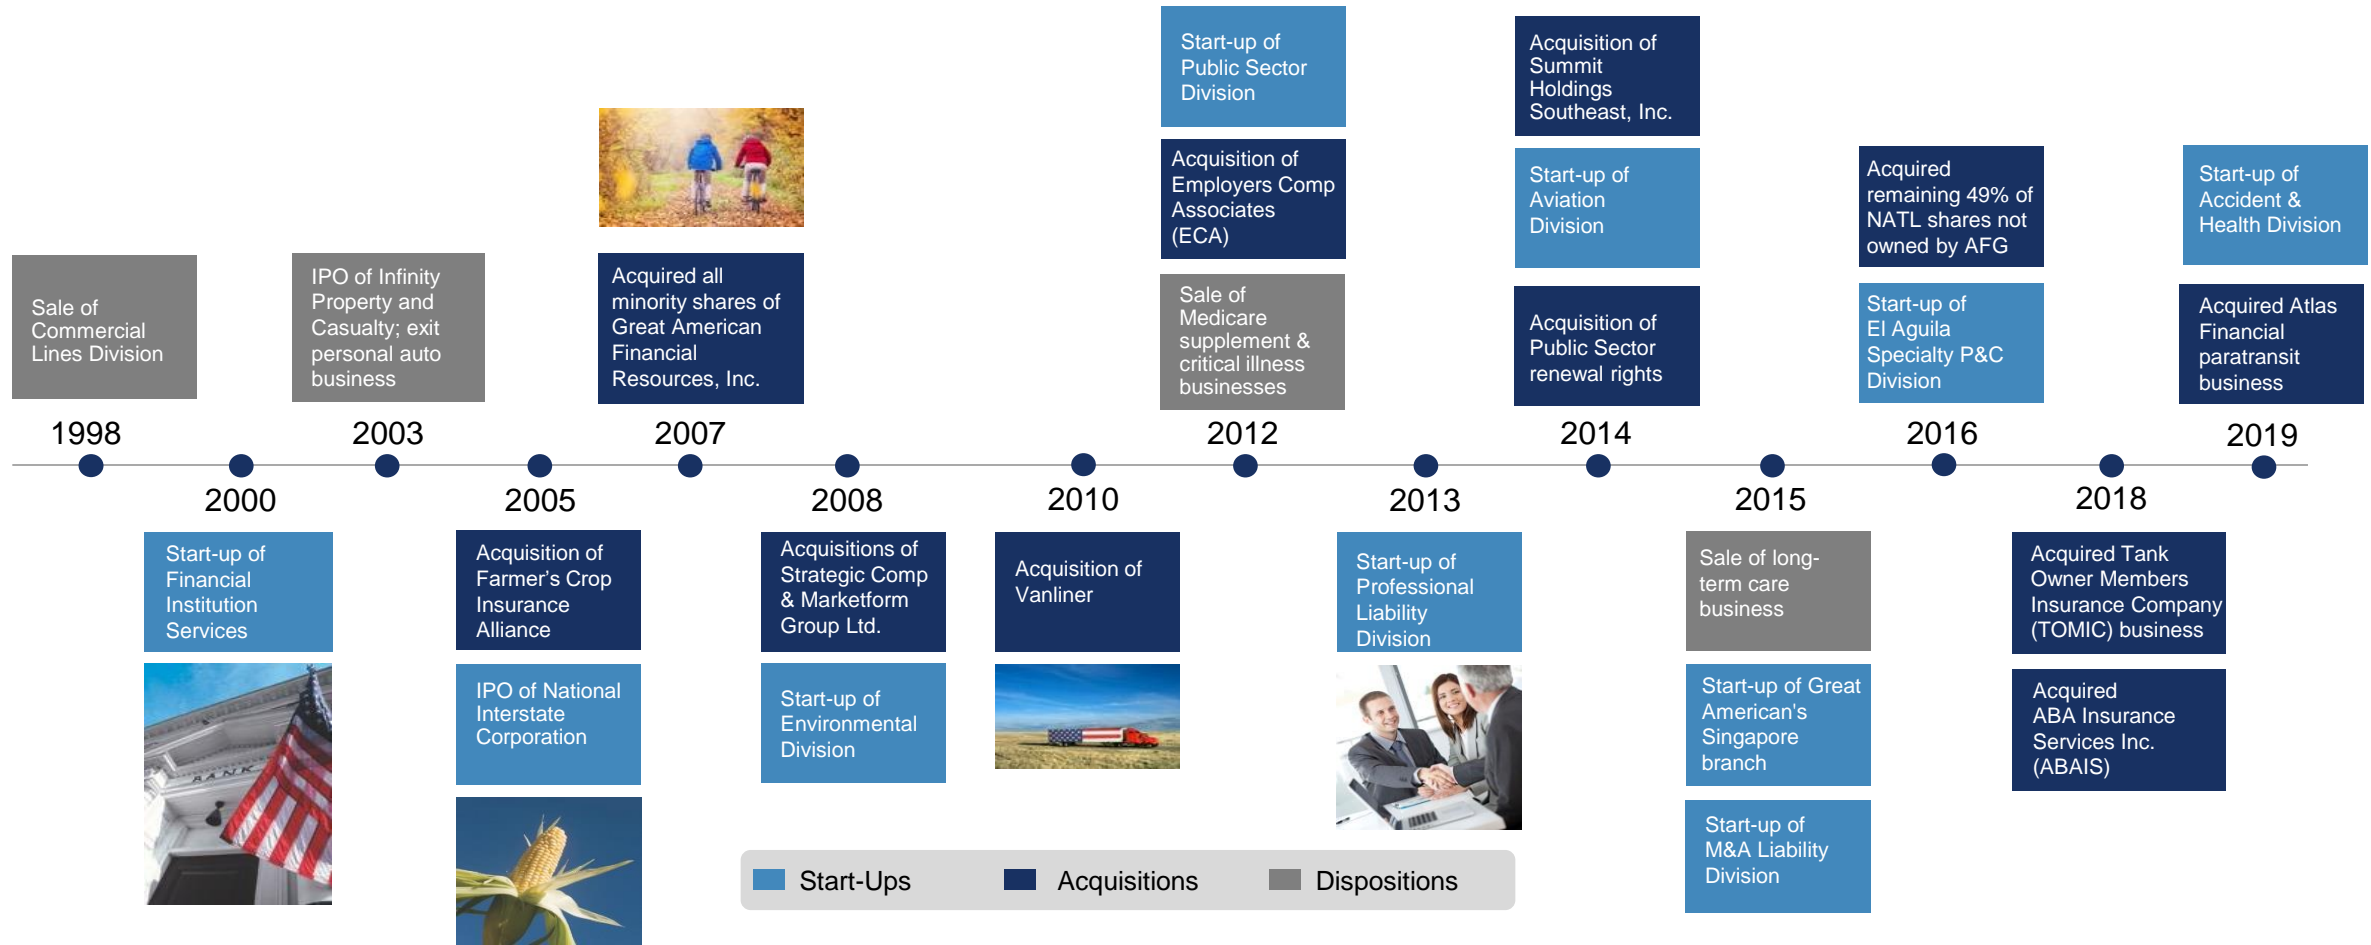 Start-up of
Public Sector
Division
Acquisition of
Summit
Holdings
Southeast, Inc.
Acquisition of
Employers Comp
Associates
(ECA)
Start-up of
Aviation
Division
Acquired
remaining 49% of
NATL shares not
owned by AFG
Start-up of
Accident &
Health Division
Sale of
Commercial
Lines Division
IPO of Infinity
Property and
Casualty; exit
personal auto
business
Acquired all
minority shares of
Great American
Financial
Resources, Inc.
Sale of
Medicare
supplement &
critical illness
businesses
Acquisition of
Public Sector
renewal rights
Start-up of
El Aguila
Specialty P&C
Division
Acquired Atlas
Financial
paratransit
business
1998
2003
2007
2012
2014
2016
2019
2000
2005
2008
2010
2013
2015
2018
Start-up of
Financial
Institution
Services
Acquisition of
Farmer’s Crop
Insurance
Alliance
Acquisitions of
Strategic Comp
& Marketform
Group Ltd.
Acquisition of
Vanliner
Start-up of
Professional
Liability
Division
Sale of long-
term care
business
Acquired Tank
Owner Members
Insurance Company
(TOMIC) business
BANK
IPO of National
Interstate
Corporation
Start-up of
Environmental
Division
Start-up of Great
American's
Singapore
branch
Acquired
ABA Insurance
Services Inc.
(ABAIS)
Start-up of
M&A Liability
Division
Start-Ups
Acquisitions
Dispositions